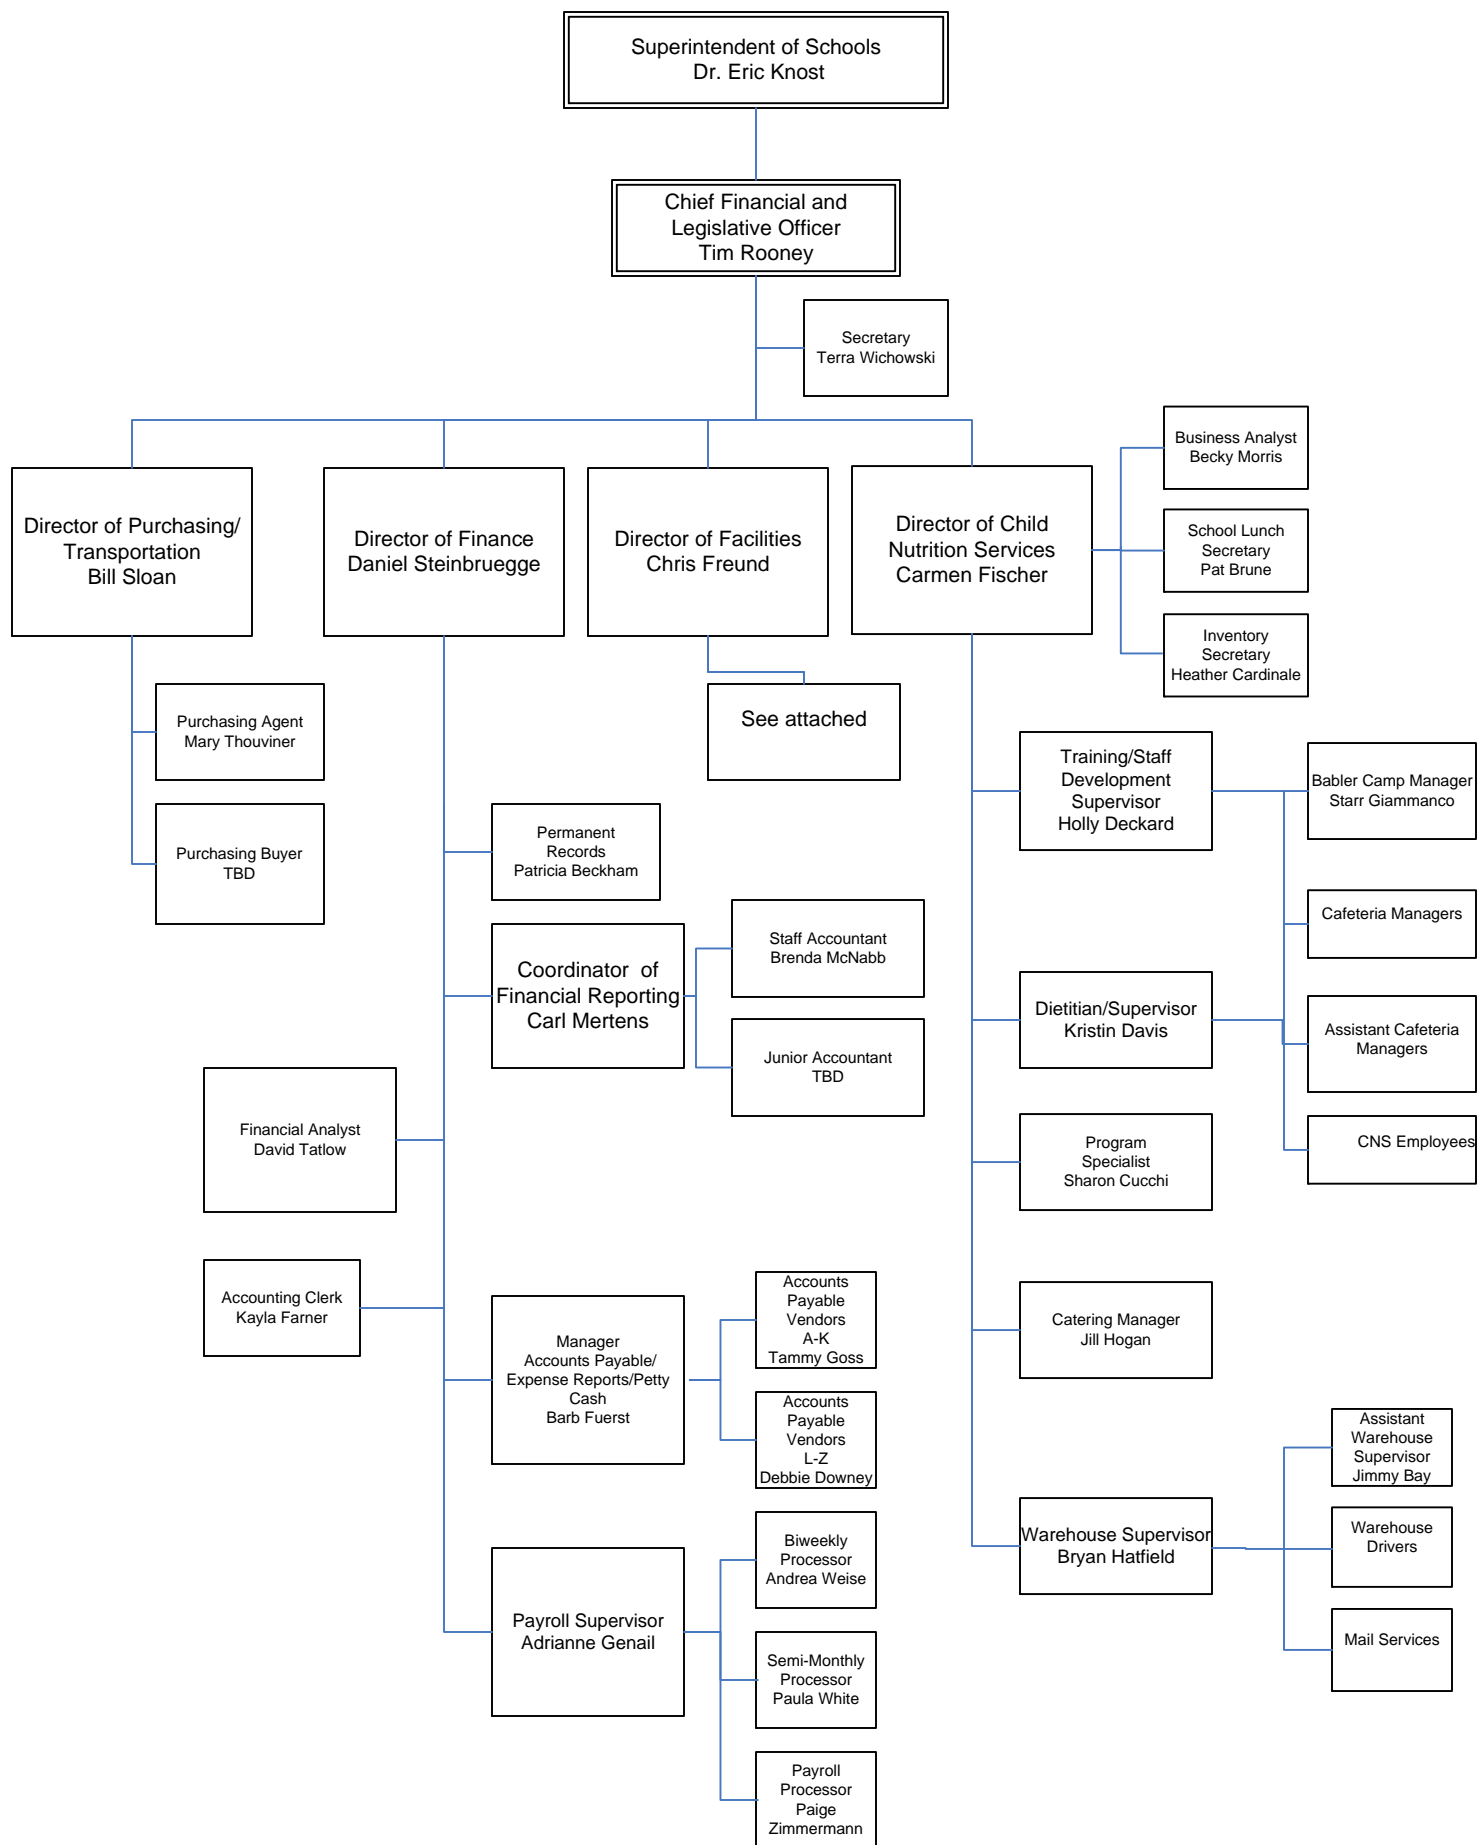 Superintendent of Schools
Dr. Eric Knost
Chief Financial and
Legislative Officer
Tim Rooney
Secretary
Terra Wichowski
Director of Purchasing/
Transportation
Bill Sloan
Purchasing Agent
Mary Thouviner
Purchasing Buyer
TBD
Director of Finance
Daniel Steinbruegge
Permanent
Records
Patricia Beckham
Coordinator of
Financial Reporting
Carl Mertens
Staff Accountant
Brenda McNabb
Junior Accountant
TBD
Financial Analyst
David Tatlow
Accounting Clerk
Kayla Farner
Manager
Accounts Payable/
Expense Reports/Petty
Cash
Barb Fuerst
Accounts
Payable
Vendors
A-K
Tammy Goss
Accounts
Payable
Vendors
L-Z
Debbie Downey
Payroll Supervisor
Adrianne Genail
Biweekly
Processor
Andrea Weise
Semi-Monthly
Processor
Paula White
Payroll
Processor
Paige
Zimmermann
Director of Facilities
Chris Freund
See attached
Director of Child
Nutrition Services
Carmen Fischer
Business Analyst
Becky Morris
School Lunch
Secretary
Pat Brune
Inventory
Secretary
Heather Cardinale
Training/Staff
Development
Supervisor
Holly Deckard
Babler Camp Manager
Starr Giammanco
Cafeteria Managers
Dietitian/Supervisor
Kristin Davis
Assistant Cafeteria
Managers
CNS Employees
Program
Specialist
Sharon Cucchi
Catering Manager
Jill Hogan
Warehouse Supervisor
Bryan Hatfield
Assistant
Warehouse
Supervisor
Jimmy Bay
Warehouse
Drivers
Mail Services